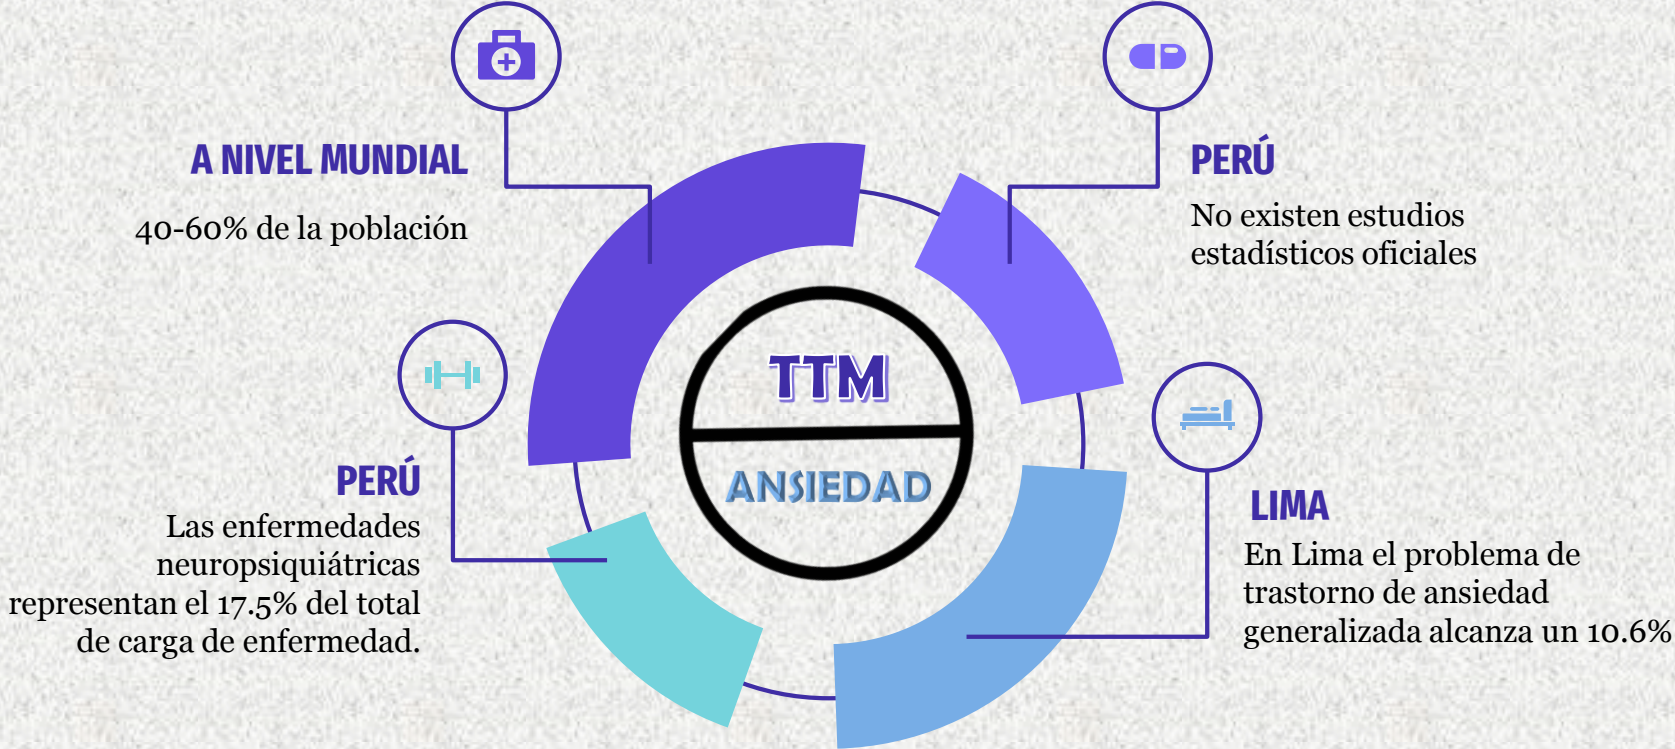 A NIVEL MUNDIAL
40-60% de la población
PERÚ
No existen estudios
estadísticos oficiales
TTM
ANSIEDAD
PERÚ
Las enfermedades
neuropsiquiátricas
representan el 17.5% del total
de carga de enfermedad.
LIMA
En Lima el problema de
trastorno de ansiedad
generalizada alcanza un 10.6%